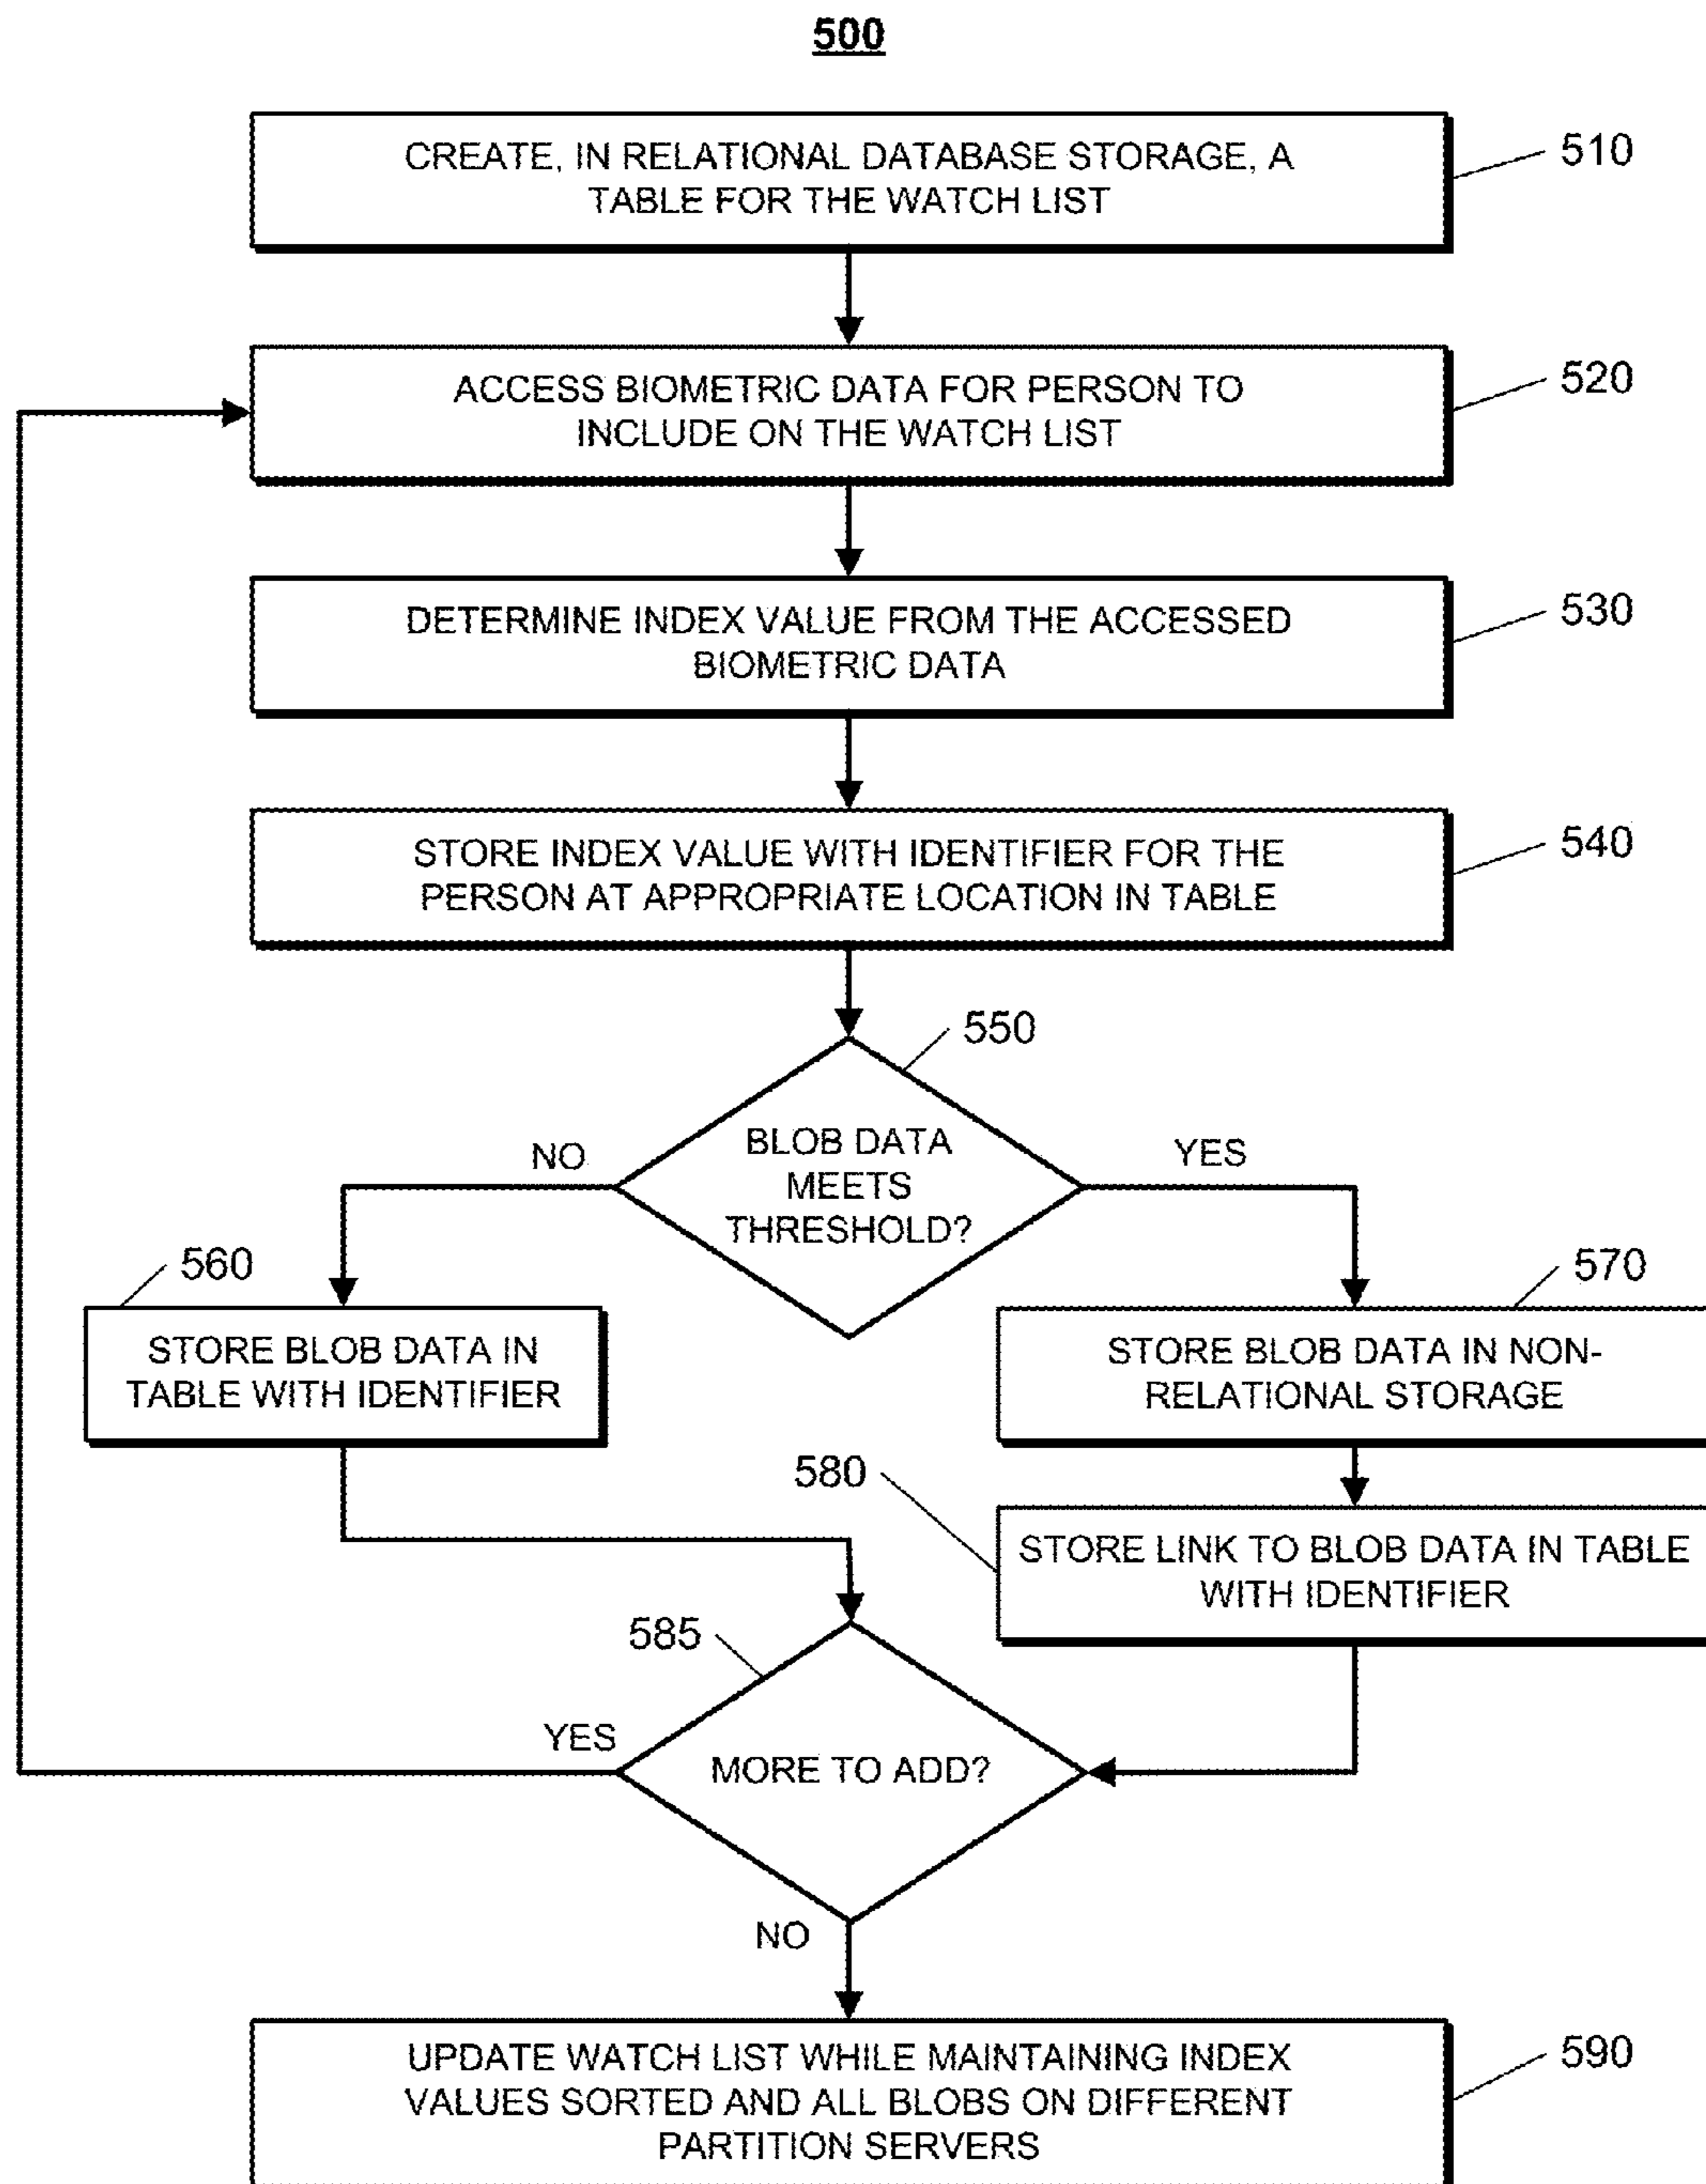 500
CREATE, IN RELATIONAL DATABASE STORAGE, A
TABLE FOR THE WATCH LIST
510
ACCESS BIOMETRIC DATA FOR PERSON TO
INCLUDE ON THE WATCH LIST
520
DETERMINE INDEX VALUE FROM THE ACCESSED
BIOMETRIC DATA
530
STORE INDEX VALUE WITH IDENTIFIER FOR THE
PERSON AT APPROPRIATE LOCATION IN TABLE
540
550
BLOB DATA
MEETS
THRESHOLD?
NO
YES
560
STORE BLOB DATA IN
TABLE WITH IDENTIFIER
570
STORE BLOB DATA IN NON-
RELATIONAL STORAGE
580
STORE LINK TO BLOB DATA IN TABLE
WITH IDENTIFIER
585
YES
MORE TO ADD?
NO
UPDATE WATCH LIST WHILE MAINTAINING INDEX
VALUES SORTED AND ALL BLOBS ON DIFFERENT
PARTITION SERVERS
590